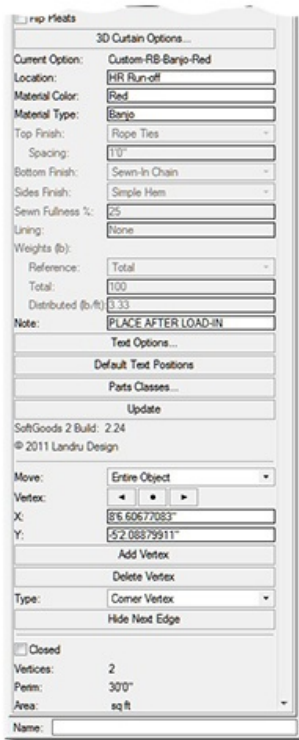 Flip Pleats
3D Curtain Options...
Current Option: Custom-RB-Banjo-Red
Location: HR Run-off
Material Color: Red
Material Type: Banjo
Top Finish: Rope Ties
Spacing: 1'0"
Bottom Finish: Sewn-In Chain
Sides Finish: Simple Hem
Sewn Fullness %: 25
Lining: None
Weights (lb):
Reference: Total
Total: 100
Distributed (lb/ft): 3.33
Note: PLACE AFTER LOAD-IN
Text Options...
Default Text Positions
Parts Classes...
Update
SoftGoods 2 Build: 2.24
© 2011 Landru Design
Move: Entire Object
Vertex:
X: 8'6.60677083"
Y: -5'2.08879911"
Add Vertex
Delete Vertex
Type: Corner Vertex
Hide Next Edge
Closed
Vertices: 2
Perim: 30'0"
Area: sq ft
Name: